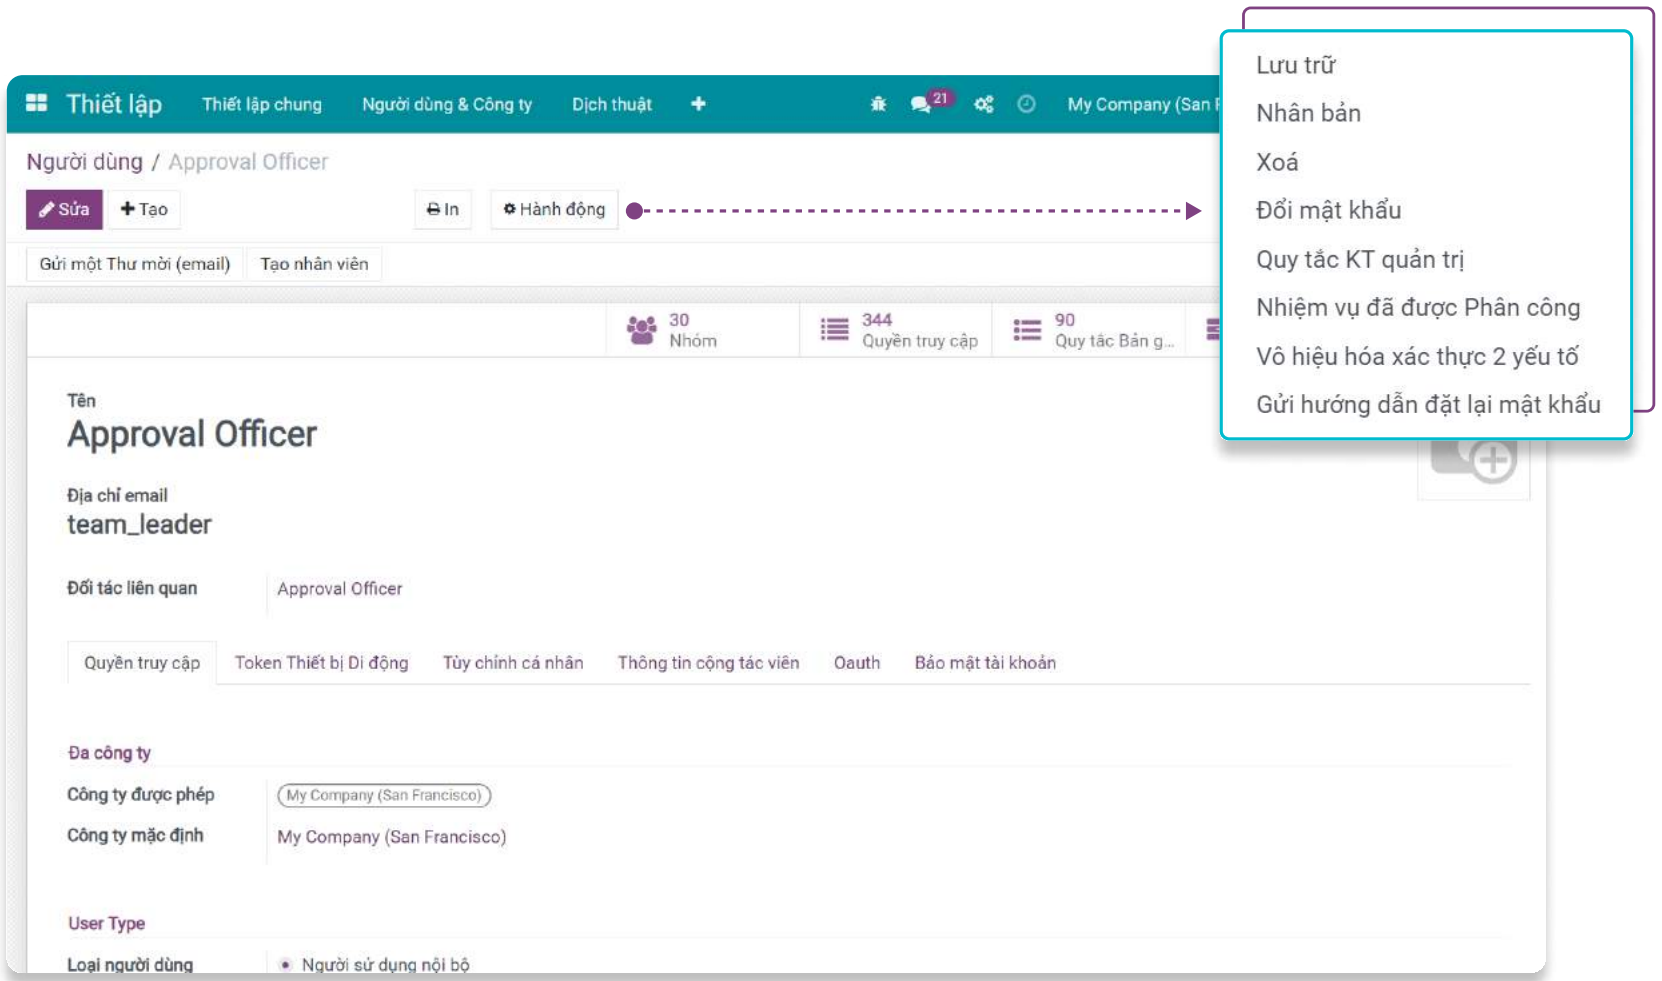 Thiết lập Thiết lập chung Người dùng & Công ty Dịch thuật + 21 My Company (San F
Người dùng / Approval Officer
Sửa + Tạo In Hành động
Gửi một Thư mời (email) Tạo nhân viên
30
Nhóm
344
Quyền truy cập
90
Quy tắc Bản g...
Lưu trữ
Nhân bản
Xoá
Đổi mật khẩu
Quy tắc KT quản trị
Nhiệm vụ đã được Phân công
Vô hiệu hóa xác thực 2 yếu tố
Gửi hướng dẫn đặt lại mật khẩu
Tên
Approval Officer
Địa chỉ email
team_leader
Đối tác liên quan Approval Officer
Quyền truy cập Token Thiết bị Di động Tùy chỉnh cá nhân Thông tin cộng tác viên Oauth Bảo mật tài khoản
Đa công ty
Công ty được phép My Company (San Francisco)
Công ty mặc định My Company (San Francisco)
User Type
Loại người dùng Người sử dụng nội bộ